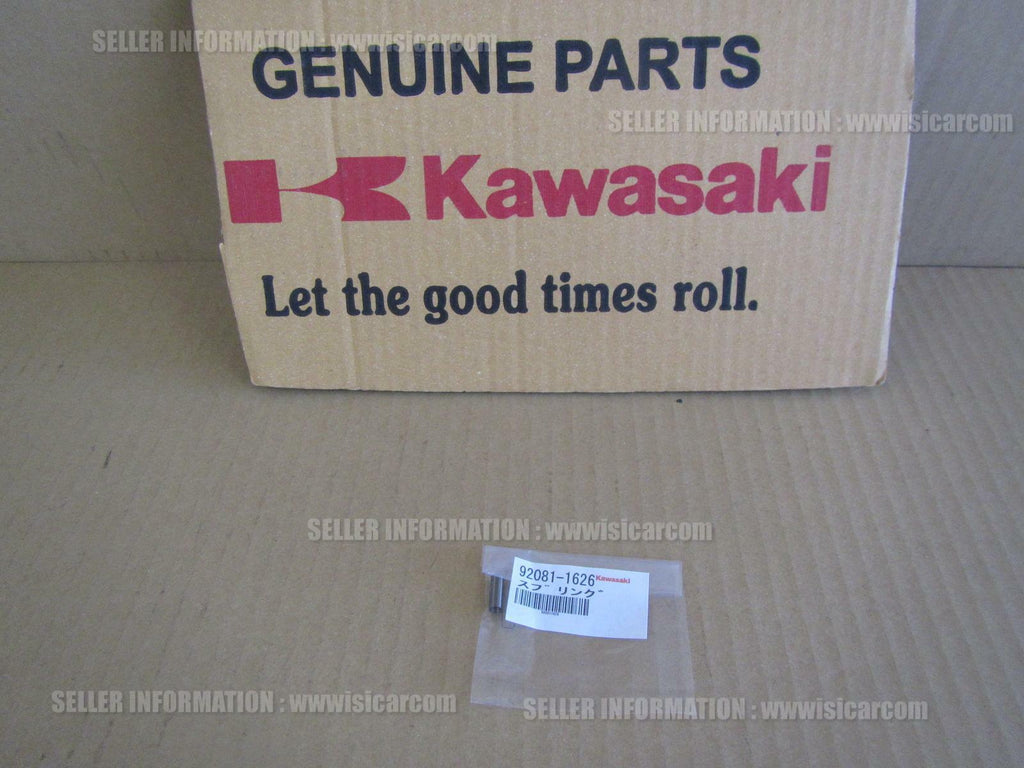 SELLER INFORMATION : wwwisicarcom
GENUINE PARTS
SELLER INFORMATION : wwwisicarcom
Kawasaki
Let the good times roll.
SELLER INFORMATION : wwwisicarcom
92081-1626 Kawasaki
スプ゛リング゛
SELLER INFORMATION : wwwisicarcom
SELLER INFORMATION : wwwisicarcom